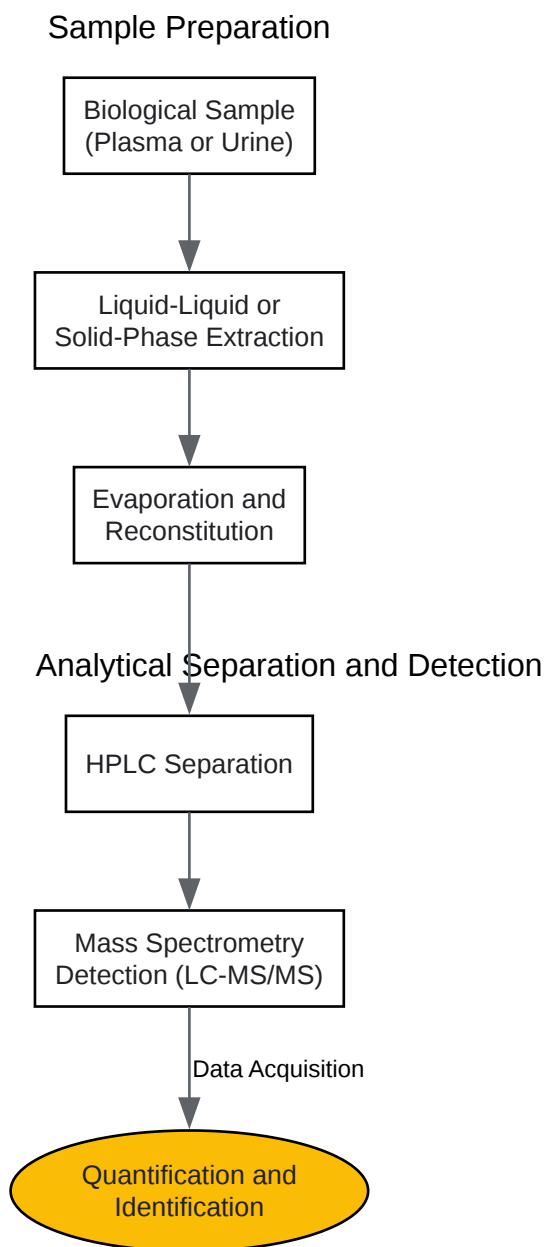 Sample Preparation
Biological Sample
(Plasma or Urine)
Liquid-Liquid or
Solid-Phase Extraction
Evaporation and
Reconstitution
Analytical Separation and Detection
HPLC Separation
Mass Spectrometry
Detection (LC-MS/MS)
Data Acquisition
Quantification and
Identification